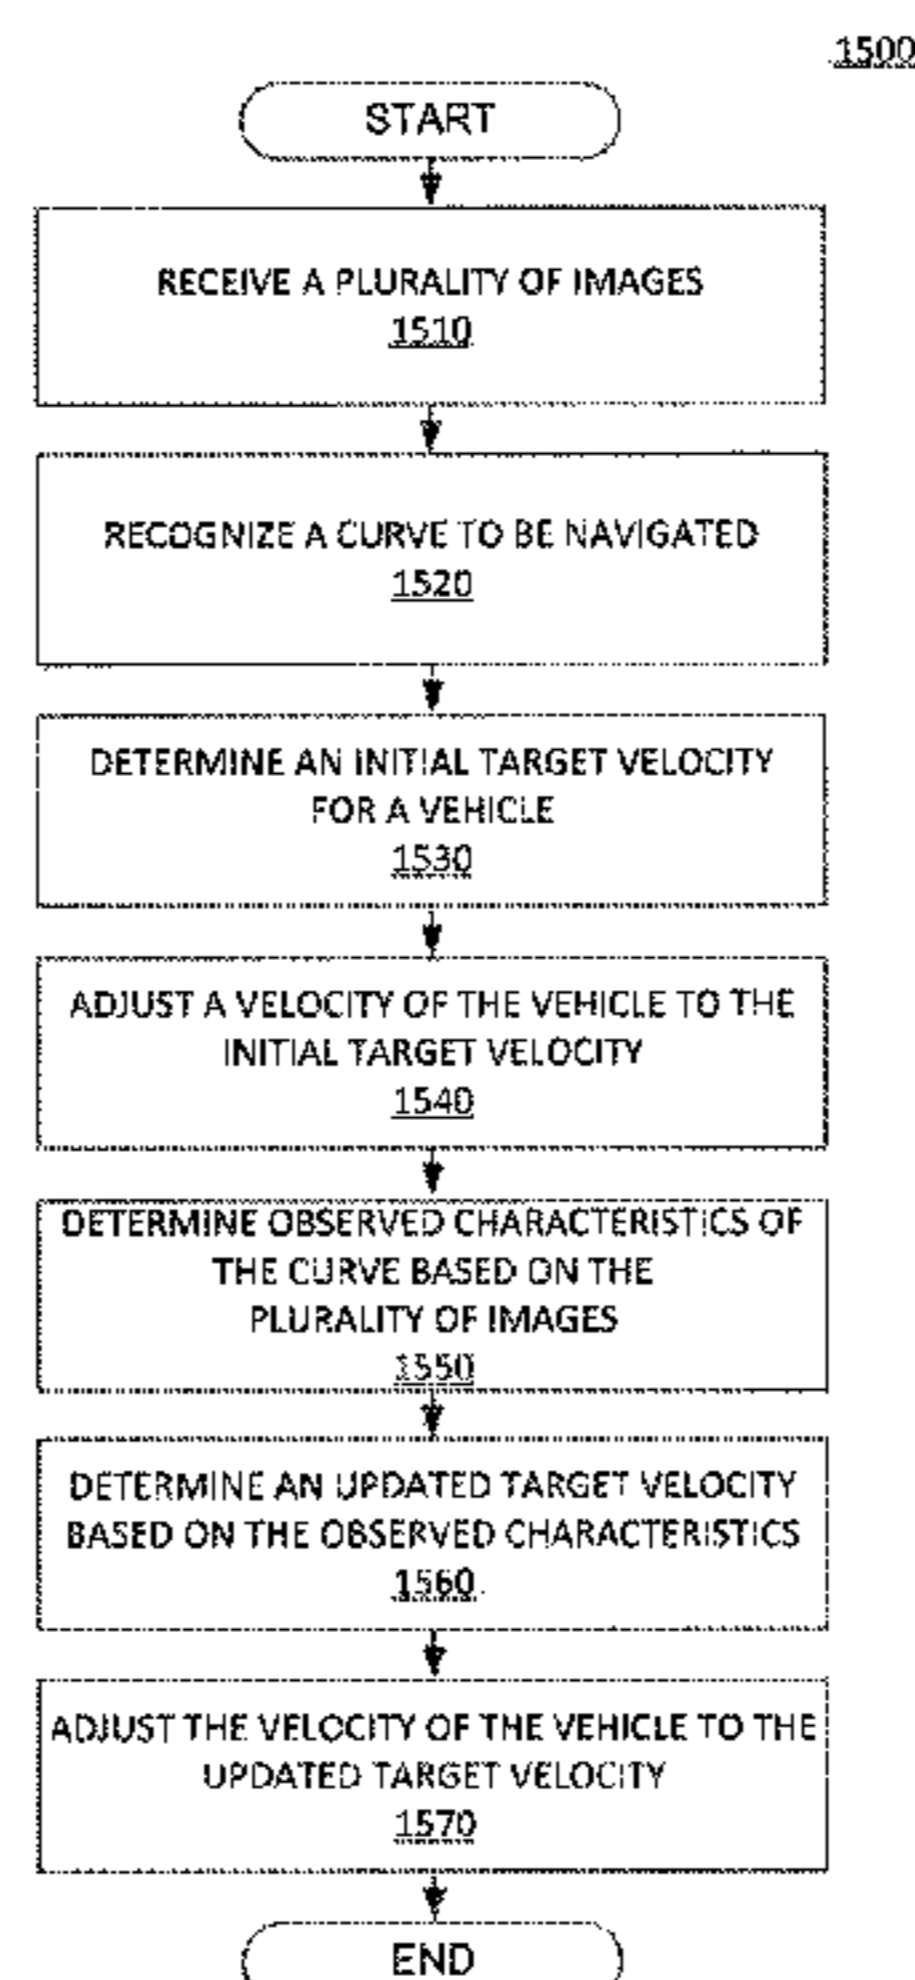 1500
START
RECEIVE A PLURALITY OF IMAGES
1510
RECOGNIZE A CURVE TO BE NAVIGATED
1520
DETERMINE AN INITIAL TARGET VELOCITY
FOR A VEHICLE
1530
ADJUST A VELOCITY OF THE VEHICLE TO THE
INITIAL TARGET VELOCITY
1540
DETERMINE OBSERVED CHARACTERISTICS OF
THE CURVE BASED ON THE
PLURALITY OF IMAGES
1550
DETERMINE AN UPDATED TARGET VELOCITY
BASED ON THE OBSERVED CHARACTERISTICS
1560
ADJUST THE VELOCITY OF THE VEHICLE TO THE
UPDATED TARGET VELOCITY
1570
END